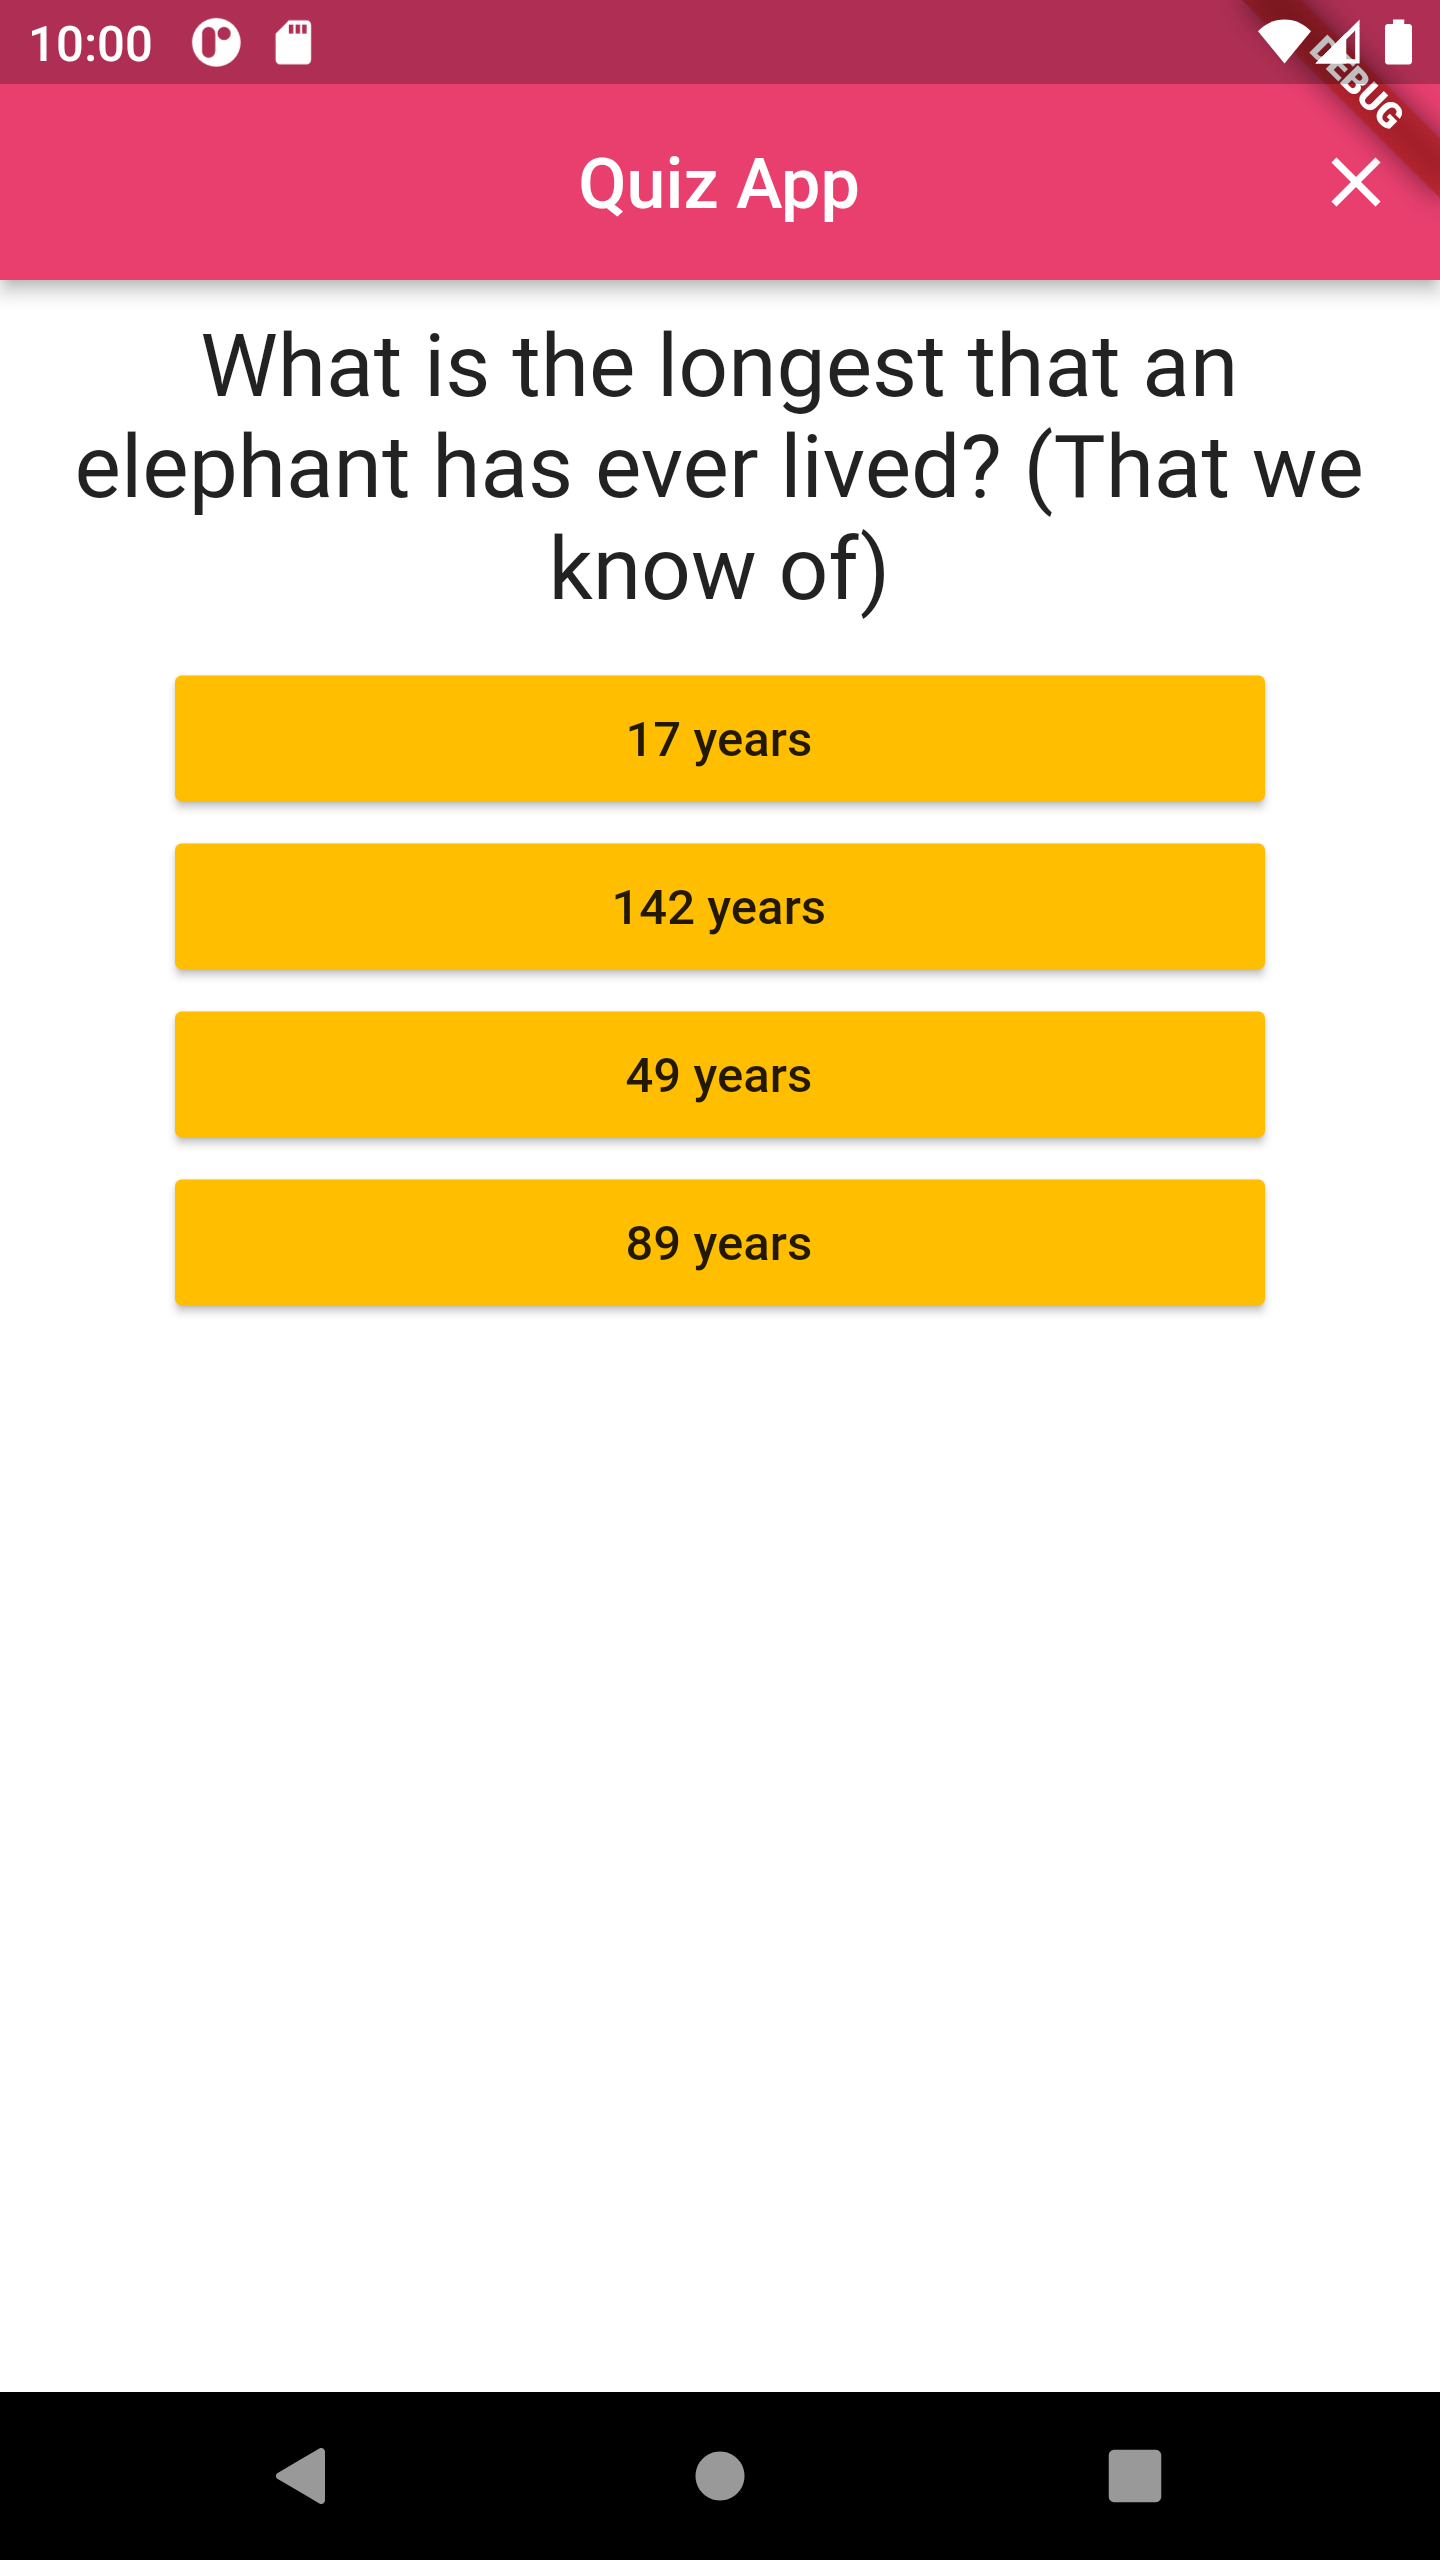 10:00
DEBUG
Quiz App
What is the longest that an
elephant has ever lived? (That we
know of)
17 years
142 years
49 years
89 years